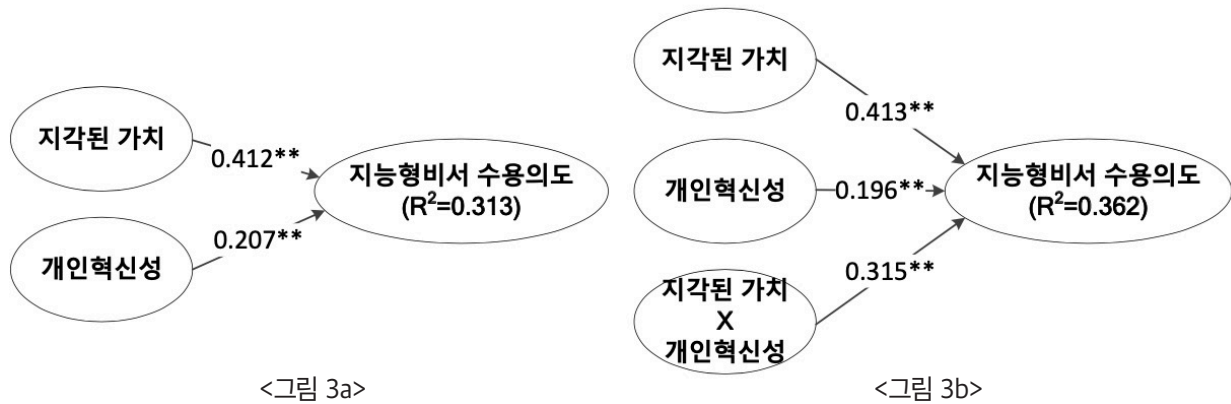 지각된 가치
0.412**
지능형비서 수용의도
(R²=0.313)
개인혁신성
0.207**
<그림 3a>
지각된 가치
0.413**
개인혁신성
0.196**
지능형비서 수용의도
(R²=0.362)
지각된 가치
X
개인혁신성
0.315**
<그림 3b>